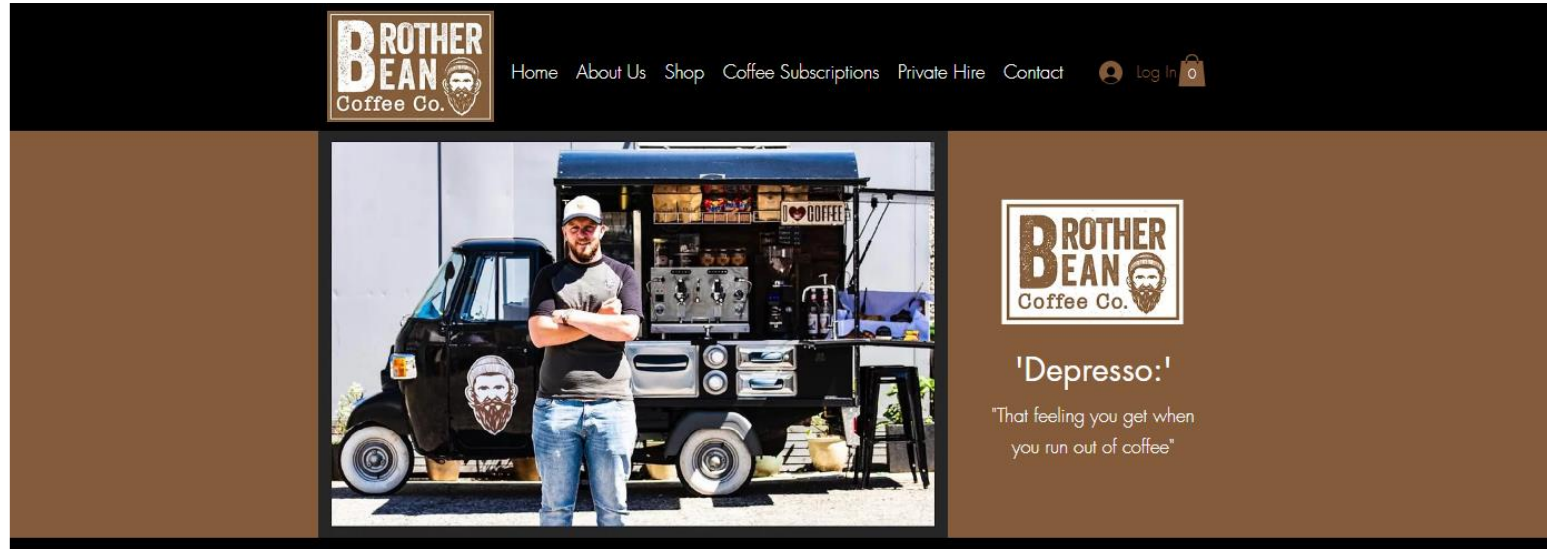 BROTHER
BEAN
Coffee Co.
Home About Us Shop Coffee Subscriptions Private Hire Contact Log In 0
I ♥ COFFEE
BROTHER
BEAN
Coffee Co.
'Depresso:'
"That feeling you get when
you run out of coffee"